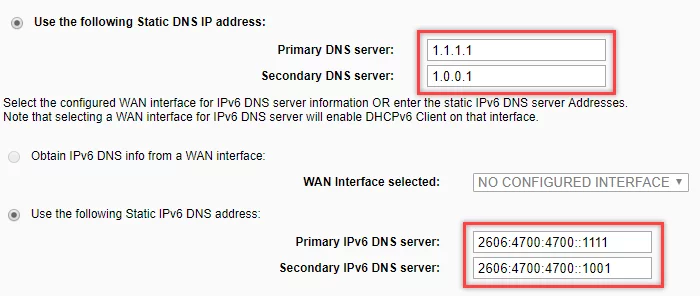 Use the following Static DNS IP address:
Primary DNS server: 1.1.1.1
Secondary DNS server: 1.0.0.1
Select the configured WAN interface for IPv6 DNS server information OR enter the static IPv6 DNS server Addresses.
Note that selecting a WAN interface for IPv6 DNS server will enable DHCPv6 Client on that interface.
Obtain IPv6 DNS info from a WAN interface:
WAN Interface selected: NO CONFIGURED INTERFACE
Use the following Static IPv6 DNS address:
Primary IPv6 DNS server: 2606:4700:4700::1111
Secondary IPv6 DNS server: 2606:4700:4700::1001